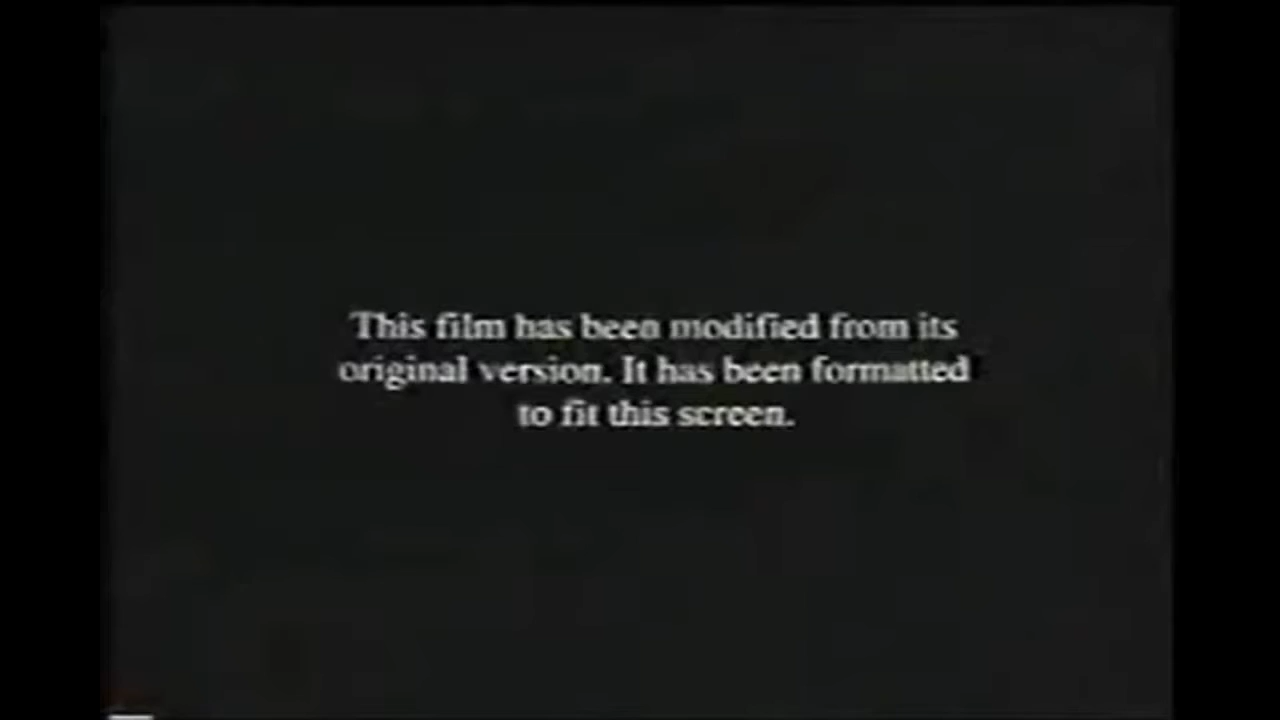 This film has been modified from its
original version. It has been formatted
to fit this screen.